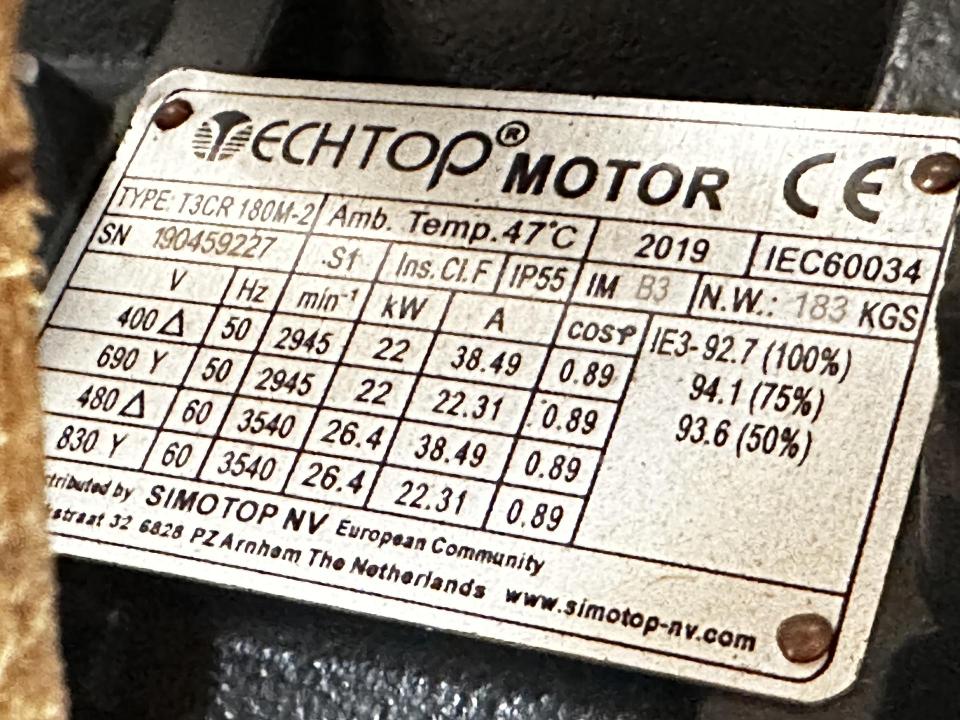 TECHTOP® MOTOR CE
TYPE: T3CR 180M-2 Amb. Temp. 47°C 2019 IEC60034
SN 190459227 S1 Ins. Cl. F IP55 IM B3 N.W.: 183 KGS
V Hz min⁻¹ kW A cosφ IE3-92.7 (100%)
400 Δ 50 2945 22 38.49 0.89 94.1 (75%)
690 Y 50 2945 22 22.31 0.89 93.6 (50%)
480 Δ 60 3540 26.4 38.49 0.89
830 Y 60 3540 26.4 22.31 0.89
by SIMOTOP NV European Community
32 6828 PZ Arnhem The Netherlands www.simotop-nv.com